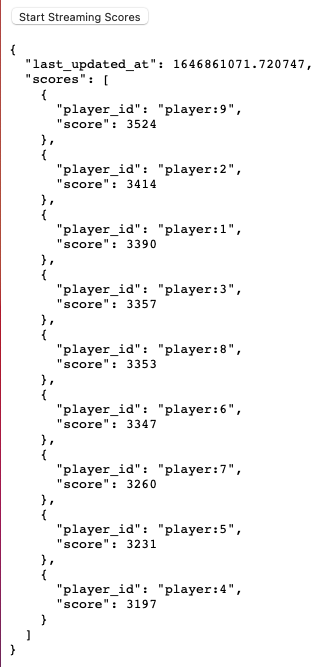 Start Streaming Scores
{
  "last_updated_at": 1646861071.720747,
  "scores": [
    {
      "player_id": "player:9",
      "score": 3524
    },
    {
      "player_id": "player:2",
      "score": 3414
    },
    {
      "player_id": "player:1",
      "score": 3390
    },
    {
      "player_id": "player:3",
      "score": 3357
    },
    {
      "player_id": "player:8",
      "score": 3353
    },
    {
      "player_id": "player:6",
      "score": 3347
    },
    {
      "player_id": "player:7",
      "score": 3260
    },
    {
      "player_id": "player:5",
      "score": 3231
    },
    {
      "player_id": "player:4",
      "score": 3197
    }
  ]
}